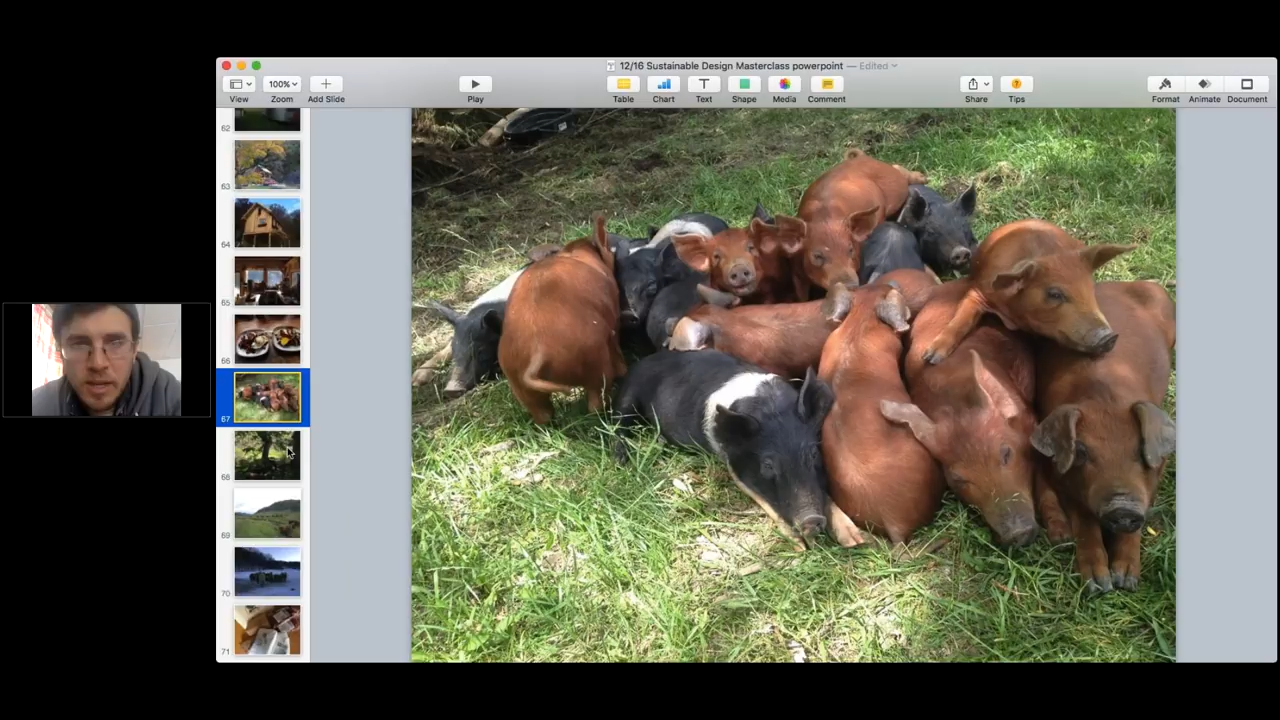 12/16 Sustainable Design Masterclass powerpoint — Edited
100%
View
Zoom
Add Slide
Play
Table
Chart
Text
Shape
Media
Comment
Share
Tips
Format
Animate
Document
62
63
64
65
66
67
68
69
70
71